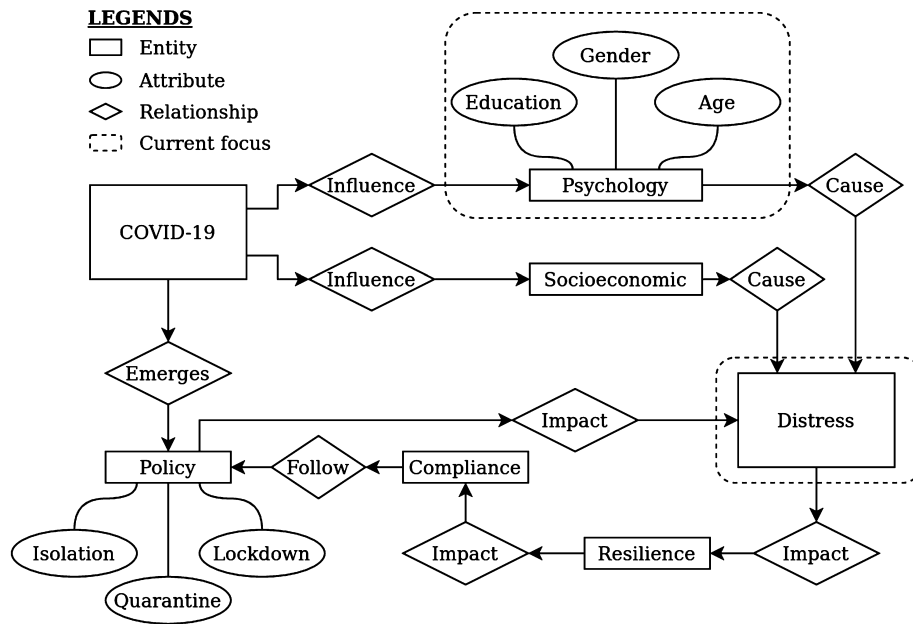 LEGENDS
Entity
Attribute
Relationship
Current focus
Gender
Education
Age
Influence
Psychology
Cause
COVID-19
Influence
Socioeconomic
Cause
Emerges
Impact
Distress
Policy
Follow
Compliance
Isolation
Lockdown
Quarantine
Impact
Resilience
Impact